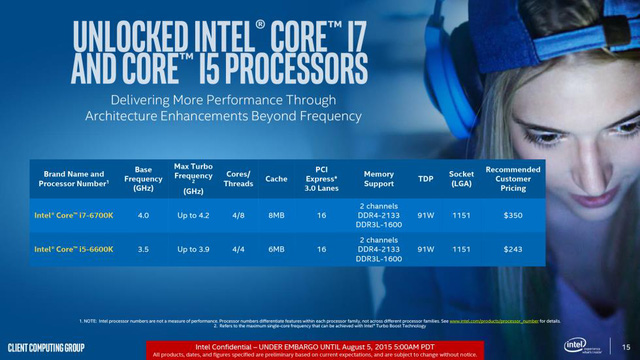 UNLOCKED INTEL® CORE™ I7
AND CORE™ I5 PROCESSORS
Delivering More Performance Through
Architecture Enhancements Beyond Frequency
Brand Name and Processor Number¹ Base Frequency (GHz) Max Turbo Frequency ² (GHz) Cores/ Threads Cache PCI Express* 3.0 Lanes Memory Support TDP Socket (LGA) Recommended Customer Pricing
Intel® Core™ i7-6700K 4.0 Up to 4.2 4/8 8MB 16 2 channels DDR4-2133 DDR3L-1600 91W 1151 $350
Intel® Core™ i5-6600K 3.5 Up to 3.9 4/4 6MB 16 2 channels DDR4-2133 DDR3L-1600 91W 1151 $243
1. NOTE: Intel processor numbers are not a measure of performance. Processor numbers differentiate features within each processor family, not across different processor families. See www.intel.com/products/processor_number for details.
2. Refers to the maximum single-core frequency that can be achieved with Intel® Turbo Boost Technology
CLIENT COMPUTING GROUP
Intel Confidential – UNDER EMBARGO UNTIL August 5, 2015 5:00AM PDT
All products, dates, and figures specified are preliminary based on current expectations, and are subject to change without notice.
intel
15